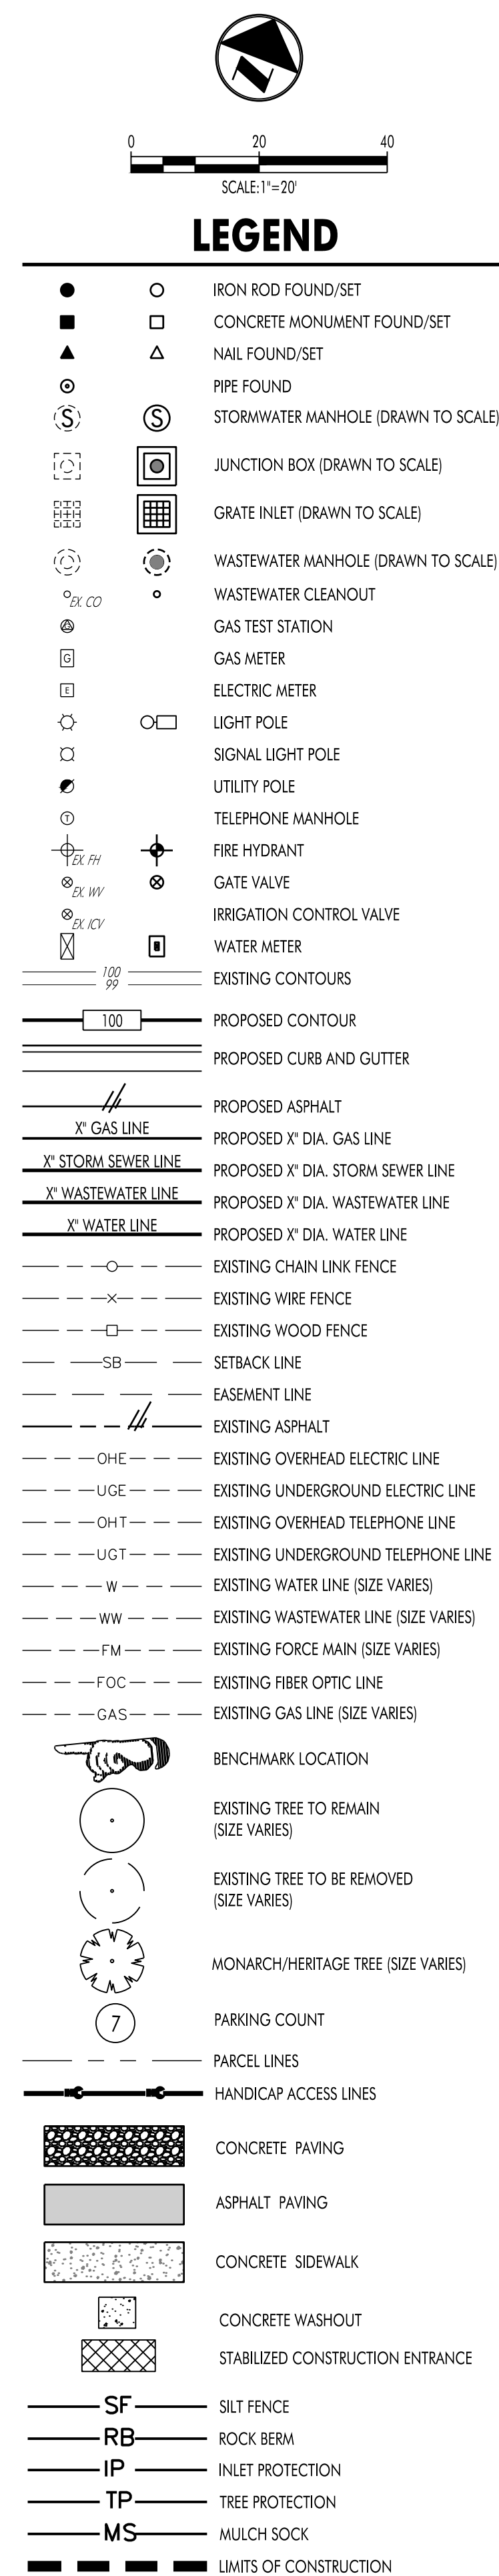 N
0 20 40
SCALE:1"=20'
LEGEND
IRON ROD FOUND/SET
CONCRETE MONUMENT FOUND/SET
NAIL FOUND/SET
PIPE FOUND
S S STORMWATER MANHOLE (DRAWN TO SCALE)
JUNCTION BOX (DRAWN TO SCALE)
GRATE INLET (DRAWN TO SCALE)
WASTEWATER MANHOLE (DRAWN TO SCALE)
EX. CO WASTEWATER CLEANOUT
GAS TEST STATION
G GAS METER
E ELECTRIC METER
LIGHT POLE
SIGNAL LIGHT POLE
UTILITY POLE
T TELEPHONE MANHOLE
EX. FH FIRE HYDRANT
EX. WV GATE VALVE
EX. ICV IRRIGATION CONTROL VALVE
WATER METER
100
99 EXISTING CONTOURS
100 PROPOSED CONTOUR
PROPOSED CURB AND GUTTER
PROPOSED ASPHALT
X" GAS LINE PROPOSED X" DIA. GAS LINE
X" STORM SEWER LINE PROPOSED X" DIA. STORM SEWER LINE
X" WASTEWATER LINE PROPOSED X" DIA. WASTEWATER LINE
X" WATER LINE PROPOSED X" DIA. WATER LINE
EXISTING CHAIN LINK FENCE
EXISTING WIRE FENCE
EXISTING WOOD FENCE
SB SETBACK LINE
EASEMENT LINE
EXISTING ASPHALT
OHE EXISTING OVERHEAD ELECTRIC LINE
UGE EXISTING UNDERGROUND ELECTRIC LINE
OHT EXISTING OVERHEAD TELEPHONE LINE
UGT EXISTING UNDERGROUND TELEPHONE LINE
W EXISTING WATER LINE (SIZE VARIES)
WW EXISTING WASTEWATER LINE (SIZE VARIES)
FM EXISTING FORCE MAIN (SIZE VARIES)
FOC EXISTING FIBER OPTIC LINE
GAS EXISTING GAS LINE (SIZE VARIES)
BENCHMARK LOCATION
EXISTING TREE TO REMAIN
(SIZE VARIES)
EXISTING TREE TO BE REMOVED
(SIZE VARIES)
MONARCH/HERITAGE TREE (SIZE VARIES)
7 PARKING COUNT
PARCEL LINES
HANDICAP ACCESS LINES
CONCRETE PAVING
ASPHALT PAVING
CONCRETE SIDEWALK
CONCRETE WASHOUT
STABILIZED CONSTRUCTION ENTRANCE
SF SILT FENCE
RB ROCK BERM
IP INLET PROTECTION
TP TREE PROTECTION
MS MULCH SOCK
LIMITS OF CONSTRUCTION